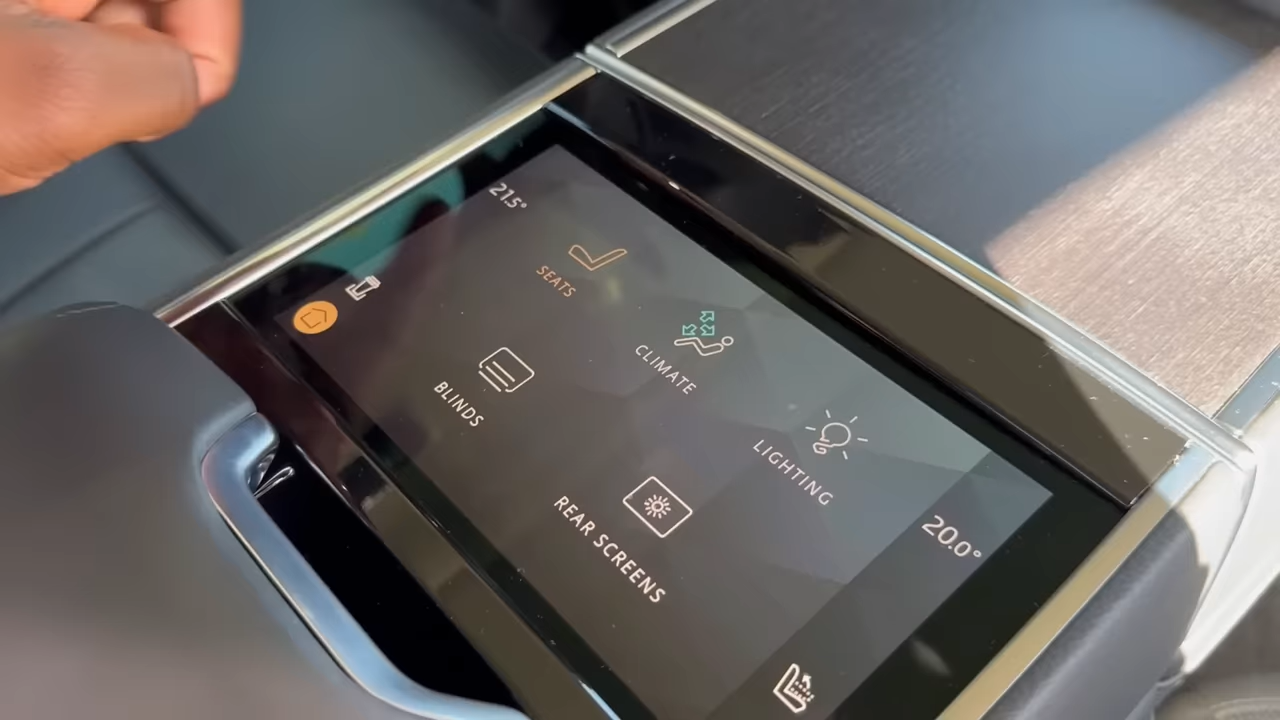 21.5°
SEATS
CLIMATE
LIGHTING
BLINDS
REAR SCREENS
20.0°